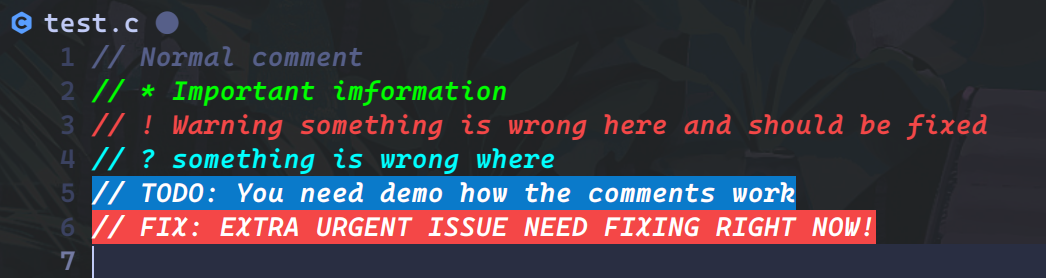 test.c
1 // Normal comment
2 // * Important imformation
3 // ! Warning something is wrong here and should be fixed
4 // ? something is wrong where
5 // TODO: You need demo how the comments work
6 // FIX: EXTRA URGENT ISSUE NEED FIXING RIGHT NOW!
7